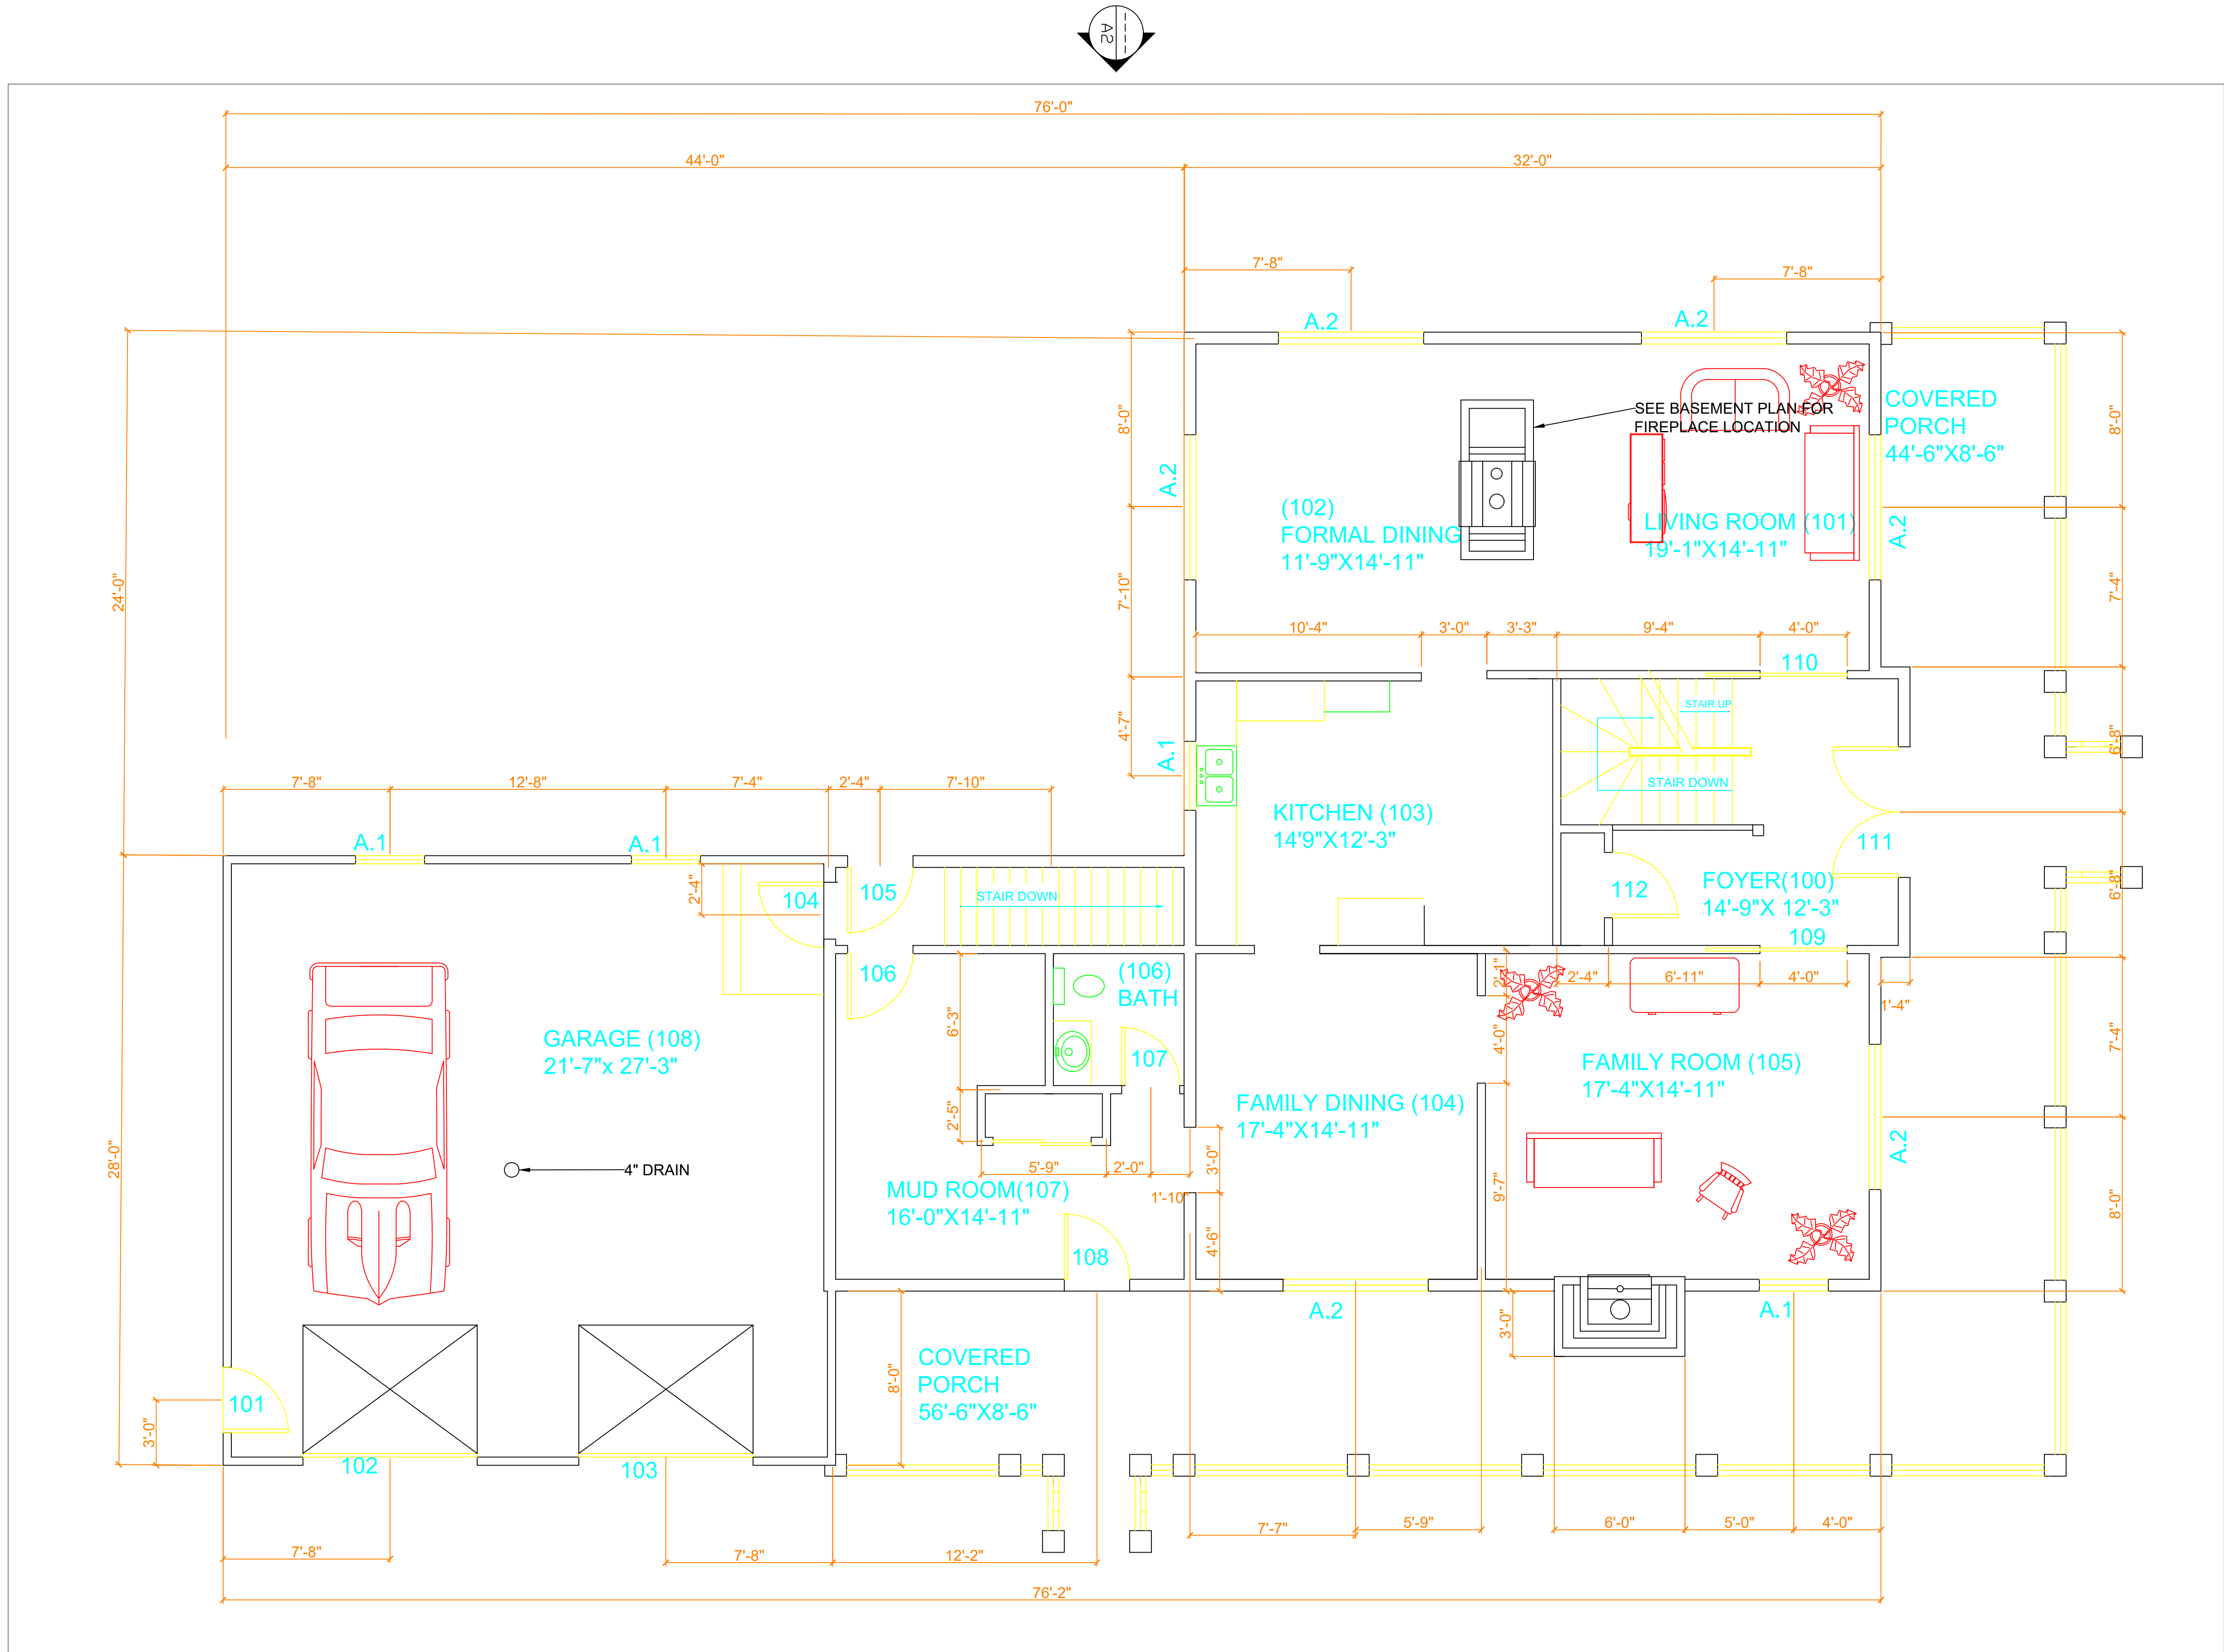 A2
76'-0"
44'-0"
32'-0"
7'-8"
7'-8"
A.2
A.2
COVERED
PORCH
44'-6"X8'-6"
SEE BASEMENT PLAN FOR
FIREPLACE LOCATION
8'-0"
8'-0"
A.2
(102)
FORMAL DINING
11'-9"X14'-11"
LIVING ROOM (101)
19'-1"X14'-11"
A.2
24'-0"
7'-10"
7'-4"
10'-4"
3'-0"
3'-3"
9'-4"
4'-0"
110
4'-7"
A.1
STAIR UP
STAIR DOWN
6'-8"
7'-8"
12'-8"
7'-4"
2'-4"
7'-10"
KITCHEN (103)
14'9"X12'-3"
111
A.1
A.1
2'-4"
104
105
STAIR DOWN
112
FOYER(100)
14'-9"X 12'-3"
6'-8"
109
106
(106)
BATH
2'-1"
2'-4"
6'-11"
4'-0"
1'-4"
6'-3"
GARAGE (108)
21'-7"x 27'-3"
107
4'-0"
FAMILY ROOM (105)
17'-4"X14'-11"
7'-4"
FAMILY DINING (104)
17'-4"X14'-11"
2'-5"
A.2
28'-0"
4" DRAIN
5'-9"
2'-0"
3'-0"
MUD ROOM(107)
16'-0"X14'-11"
1'-10"
9'-7"
8'-0"
4'-6"
108
A.2
A.1
3'-0"
COVERED
PORCH
56'-6"X8'-6"
8'-0"
101
3'-0"
102
103
7'-7"
5'-9"
6'-0"
5'-0"
4'-0"
7'-8"
7'-8"
12'-2"
76'-2"